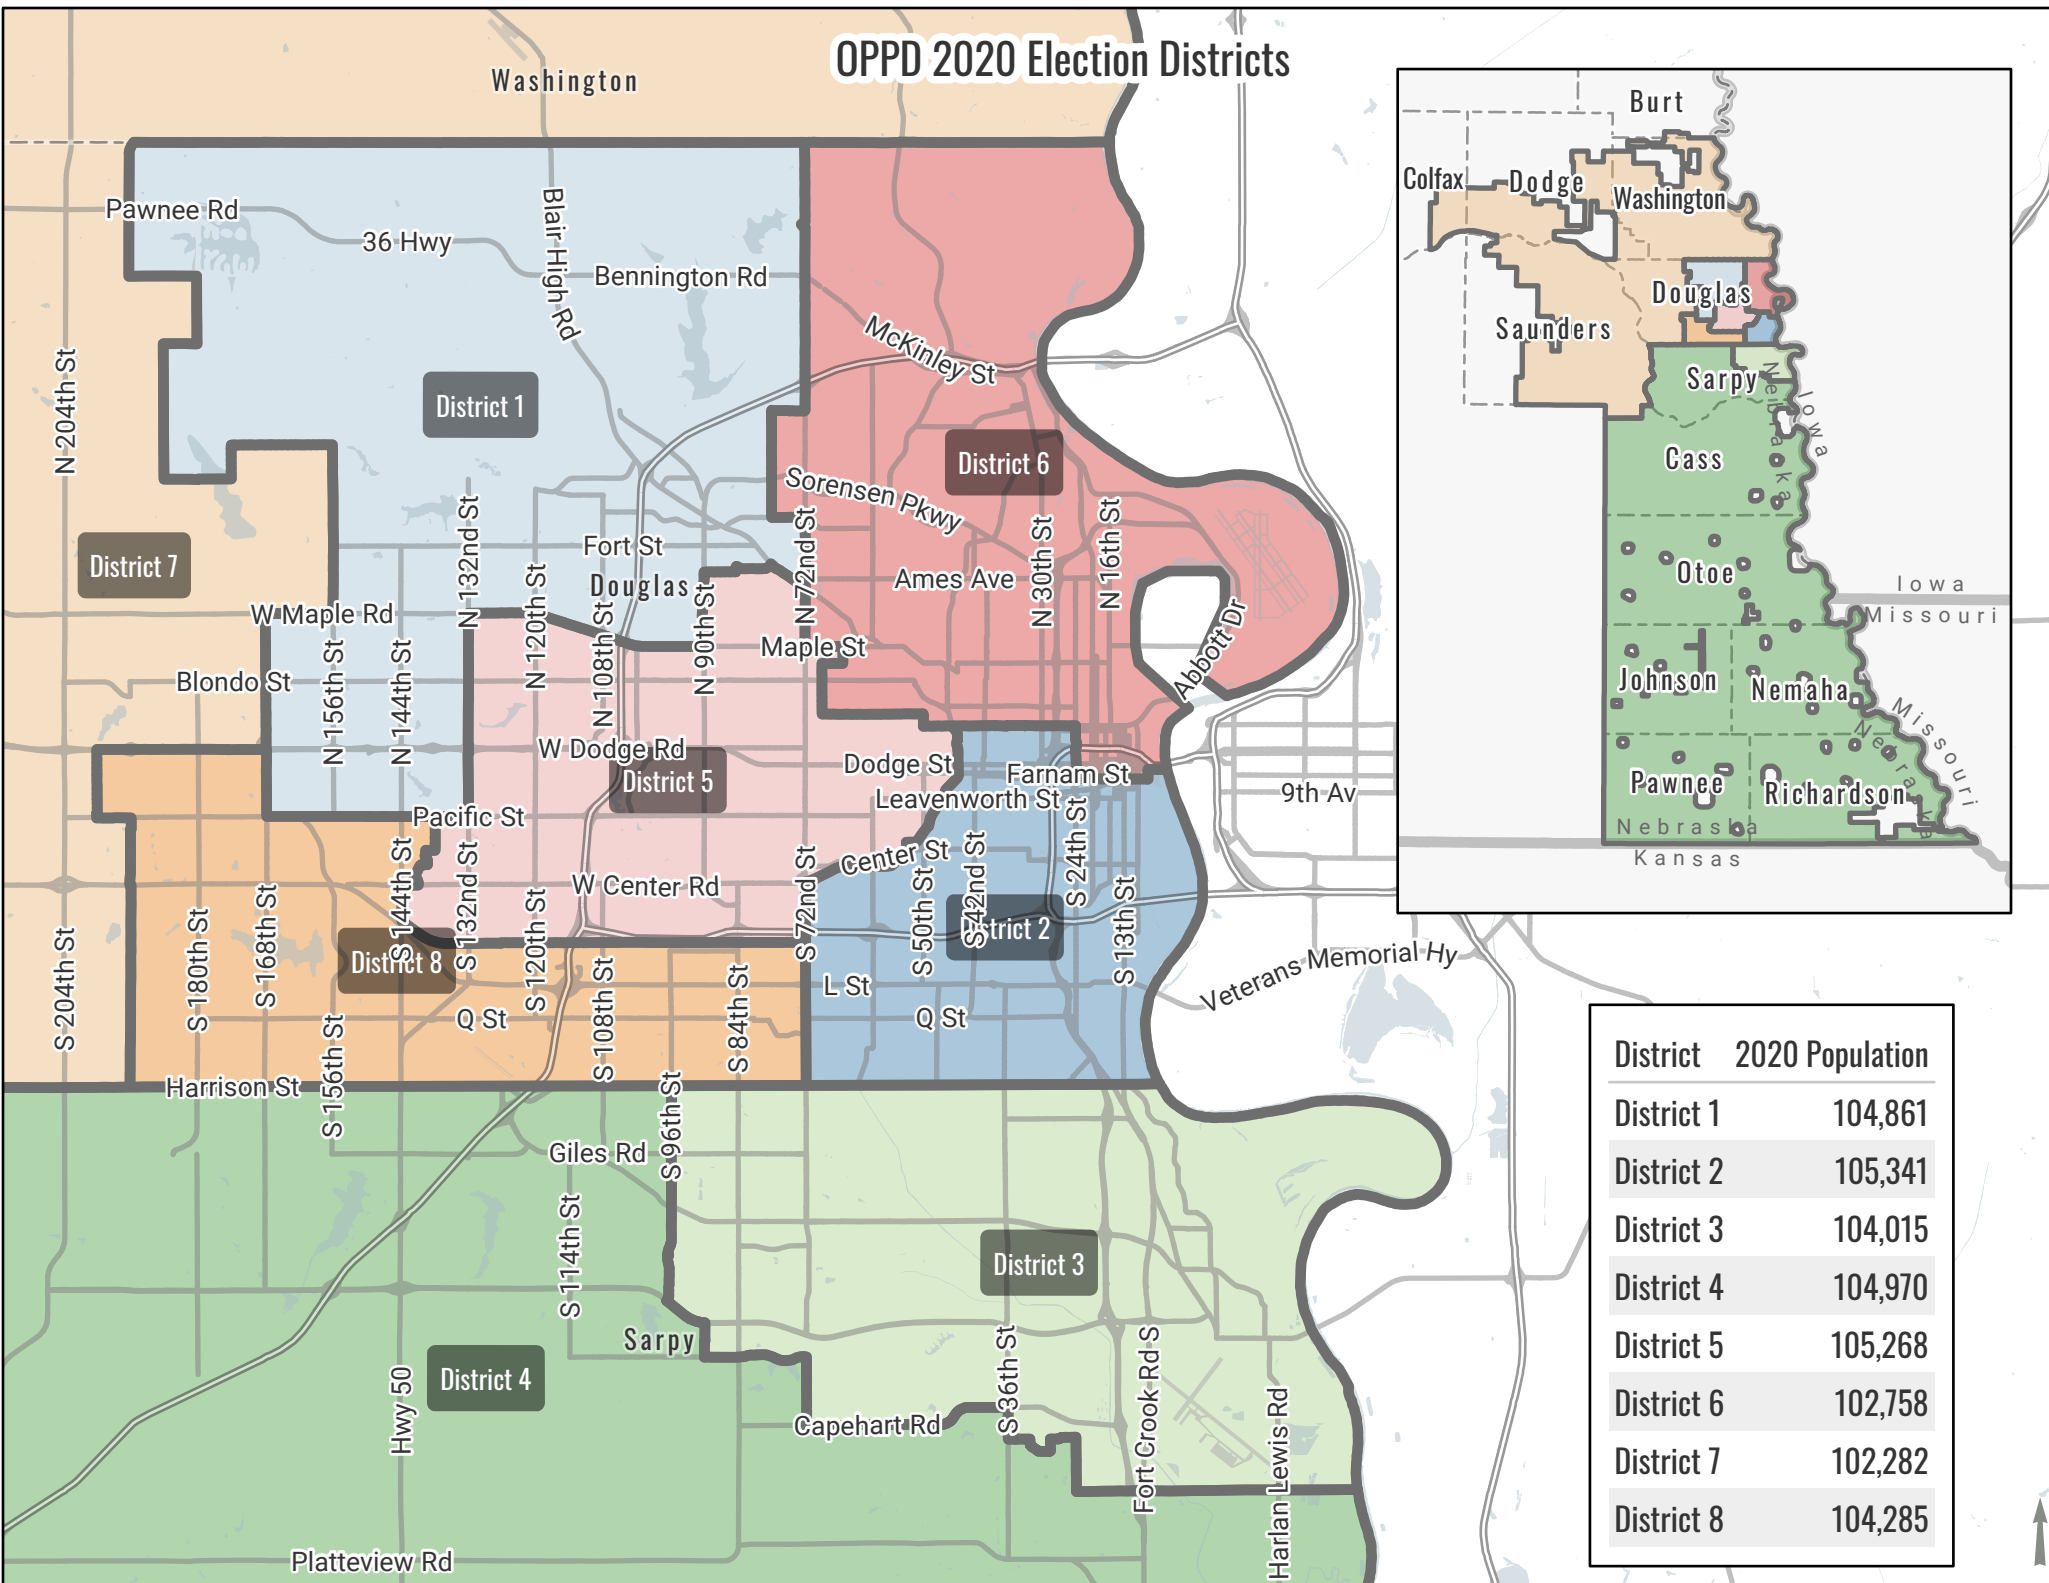 OPPD 2020 Election Districts
Washington
Pawnee Rd
36 Hwy
Blair High Rd
Bennington Rd
McKinley St
N 204th St
District 1
District 6
Sorensen Pkwy
District 7
Fort St
Douglas
Ames Ave
N 132nd St
N 120th St
N 108th St
N 90th St
N 72nd St
N 30th St
N 16th St
Abbott Dr
W Maple Rd
Maple St
Blondo St
N 156th St
N 144th St
W Dodge Rd
District 5
Dodge St
Farnam St
Leavenworth St
9th Av
Pacific St
Center St
W Center Rd
S 204th St
S 180th St
S 168th St
S 144th St
S 132nd St
S 120th St
S 72nd St
S 50th St
S 42nd St
S 24th St
S 13th St
District 2
District 8
S 156th St
S 108th St
S 84th St
L St
Q St
Q St
Veterans Memorial Hy
Harrison St
S 96th St
Giles Rd
S 114th St
District 3
Sarpy
District 4
Hwy 50
S 36th St
Capehart Rd
Fort Crook Rd S
Harlan Lewis Rd
Platteview Rd
Burt
Colfax
Dodge
Washington
Douglas
Saunders
Sarpy
Nebraska
Iowa
Cass
Otoe
Iowa
Missouri
Johnson
Nemaha
Missouri
Nebraska
Pawnee
Richardson
Nebraska
Kansas
District 2020 Population
District 1 104,861
District 2 105,341
District 3 104,015
District 4 104,970
District 5 105,268
District 6 102,758
District 7 102,282
District 8 104,285